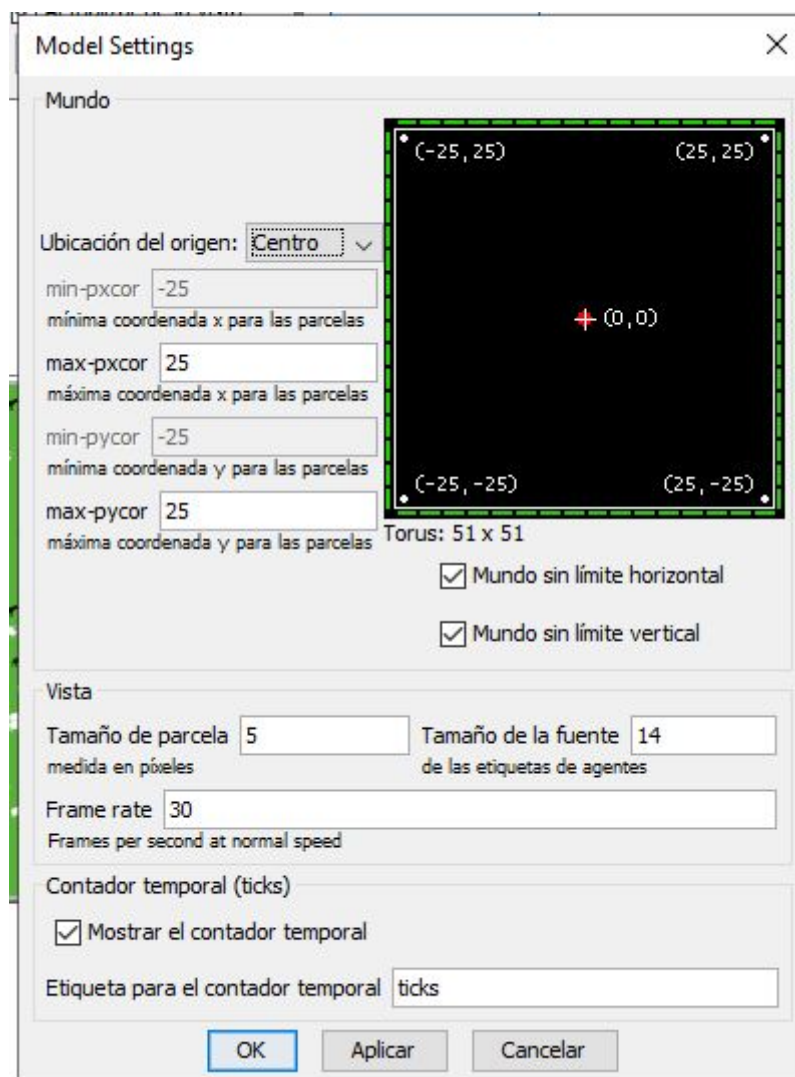 Model Settings
Mundo
(-25,25) (25,25)
Ubicación del origen: Centro
(0,0)
min-pxcor -25
mínima coordenada x para las parcelas
max-pxcor 25
máxima coordenada x para las parcelas
min-pycor -25
mínima coordenada y para las parcelas
(-25,-25) (25,-25)
max-pycor 25
máxima coordenada y para las parcelas
Torus: 51 x 51
Mundo sin límite horizontal
Mundo sin límite vertical
Vista
Tamaño de parcela 5 Tamaño de la fuente 14
medida en píxeles de las etiquetas de agentes
Frame rate 30
Frames per second at normal speed
Contador temporal (ticks)
Mostrar el contador temporal
Etiqueta para el contador temporal ticks
OK Aplicar Cancelar